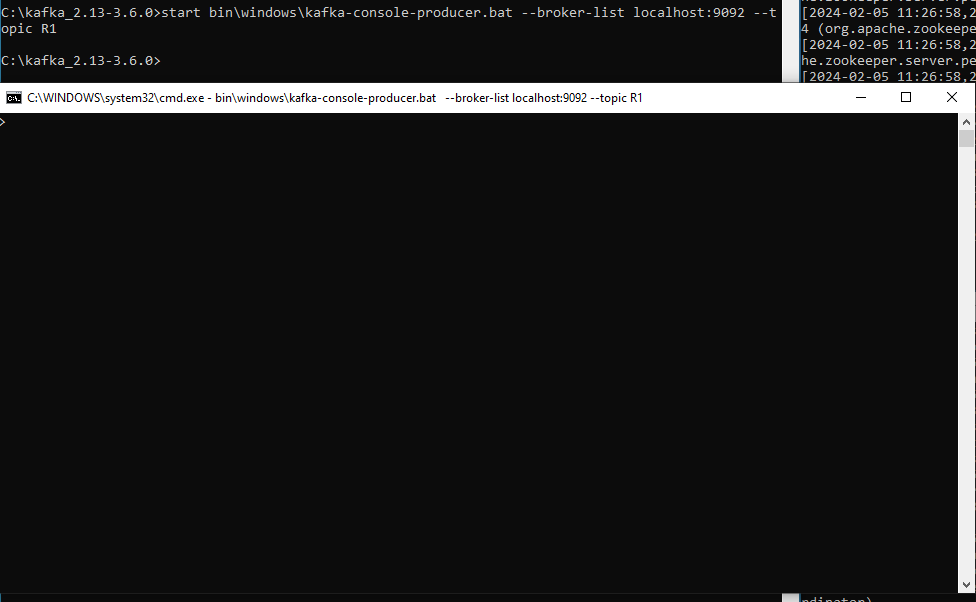 C:\kafka_2.13-3.6.0>start bin\windows\kafka-console-producer.bat --broker-list localhost:9092 --t
opic R1
C:\kafka_2.13-3.6.0>
[2024-02-05 11:26:58,2
4 (org.apache.zookeepe
[2024-02-05 11:26:58,2
he.zookeeper.server.pe
[2024-02-05 11:26:58,2
C:\WINDOWS\system32\cmd.exe - bin\windows\kafka-console-producer.bat --broker-list localhost:9092 --topic R1
>